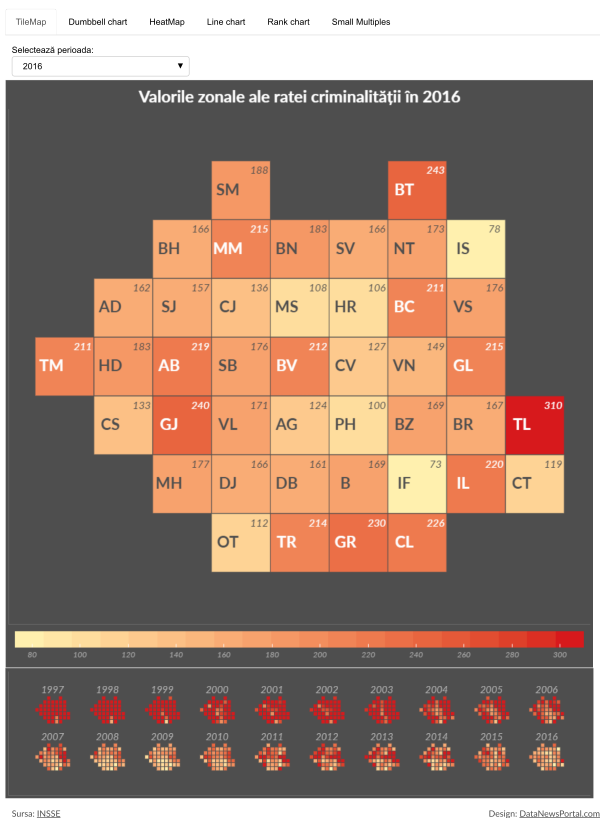 TileMap Dumbbell chart HeatMap Line chart Rank chart Small Multiples
Selectează perioada:
2016
Valorile zonale ale ratei criminalității în 2016
188 243
SM BT
166 215 183 166 173 78
BH MM BN SV NT IS
162 157 136 108 106 211 176
AD SJ CJ MS HR BC VS
211 183 219 176 212 127 149 215
TM HD AB SB BV CV VN GL
133 240 171 124 100 169 167 310
CS GJ VL AG PH BZ BR TL
177 166 161 169 73 220 119
MH DJ DB B IF IL CT
112 214 230 226
OT TR GR CL
80 100 120 140 160 180 200 220 240 260 280 300
1997 1998 1999 2000 2001 2002 2003 2004 2005 2006
2007 2008 2009 2010 2011 2012 2013 2014 2015 2016
Sursa: INSSE Design: DataNewsPortal.com